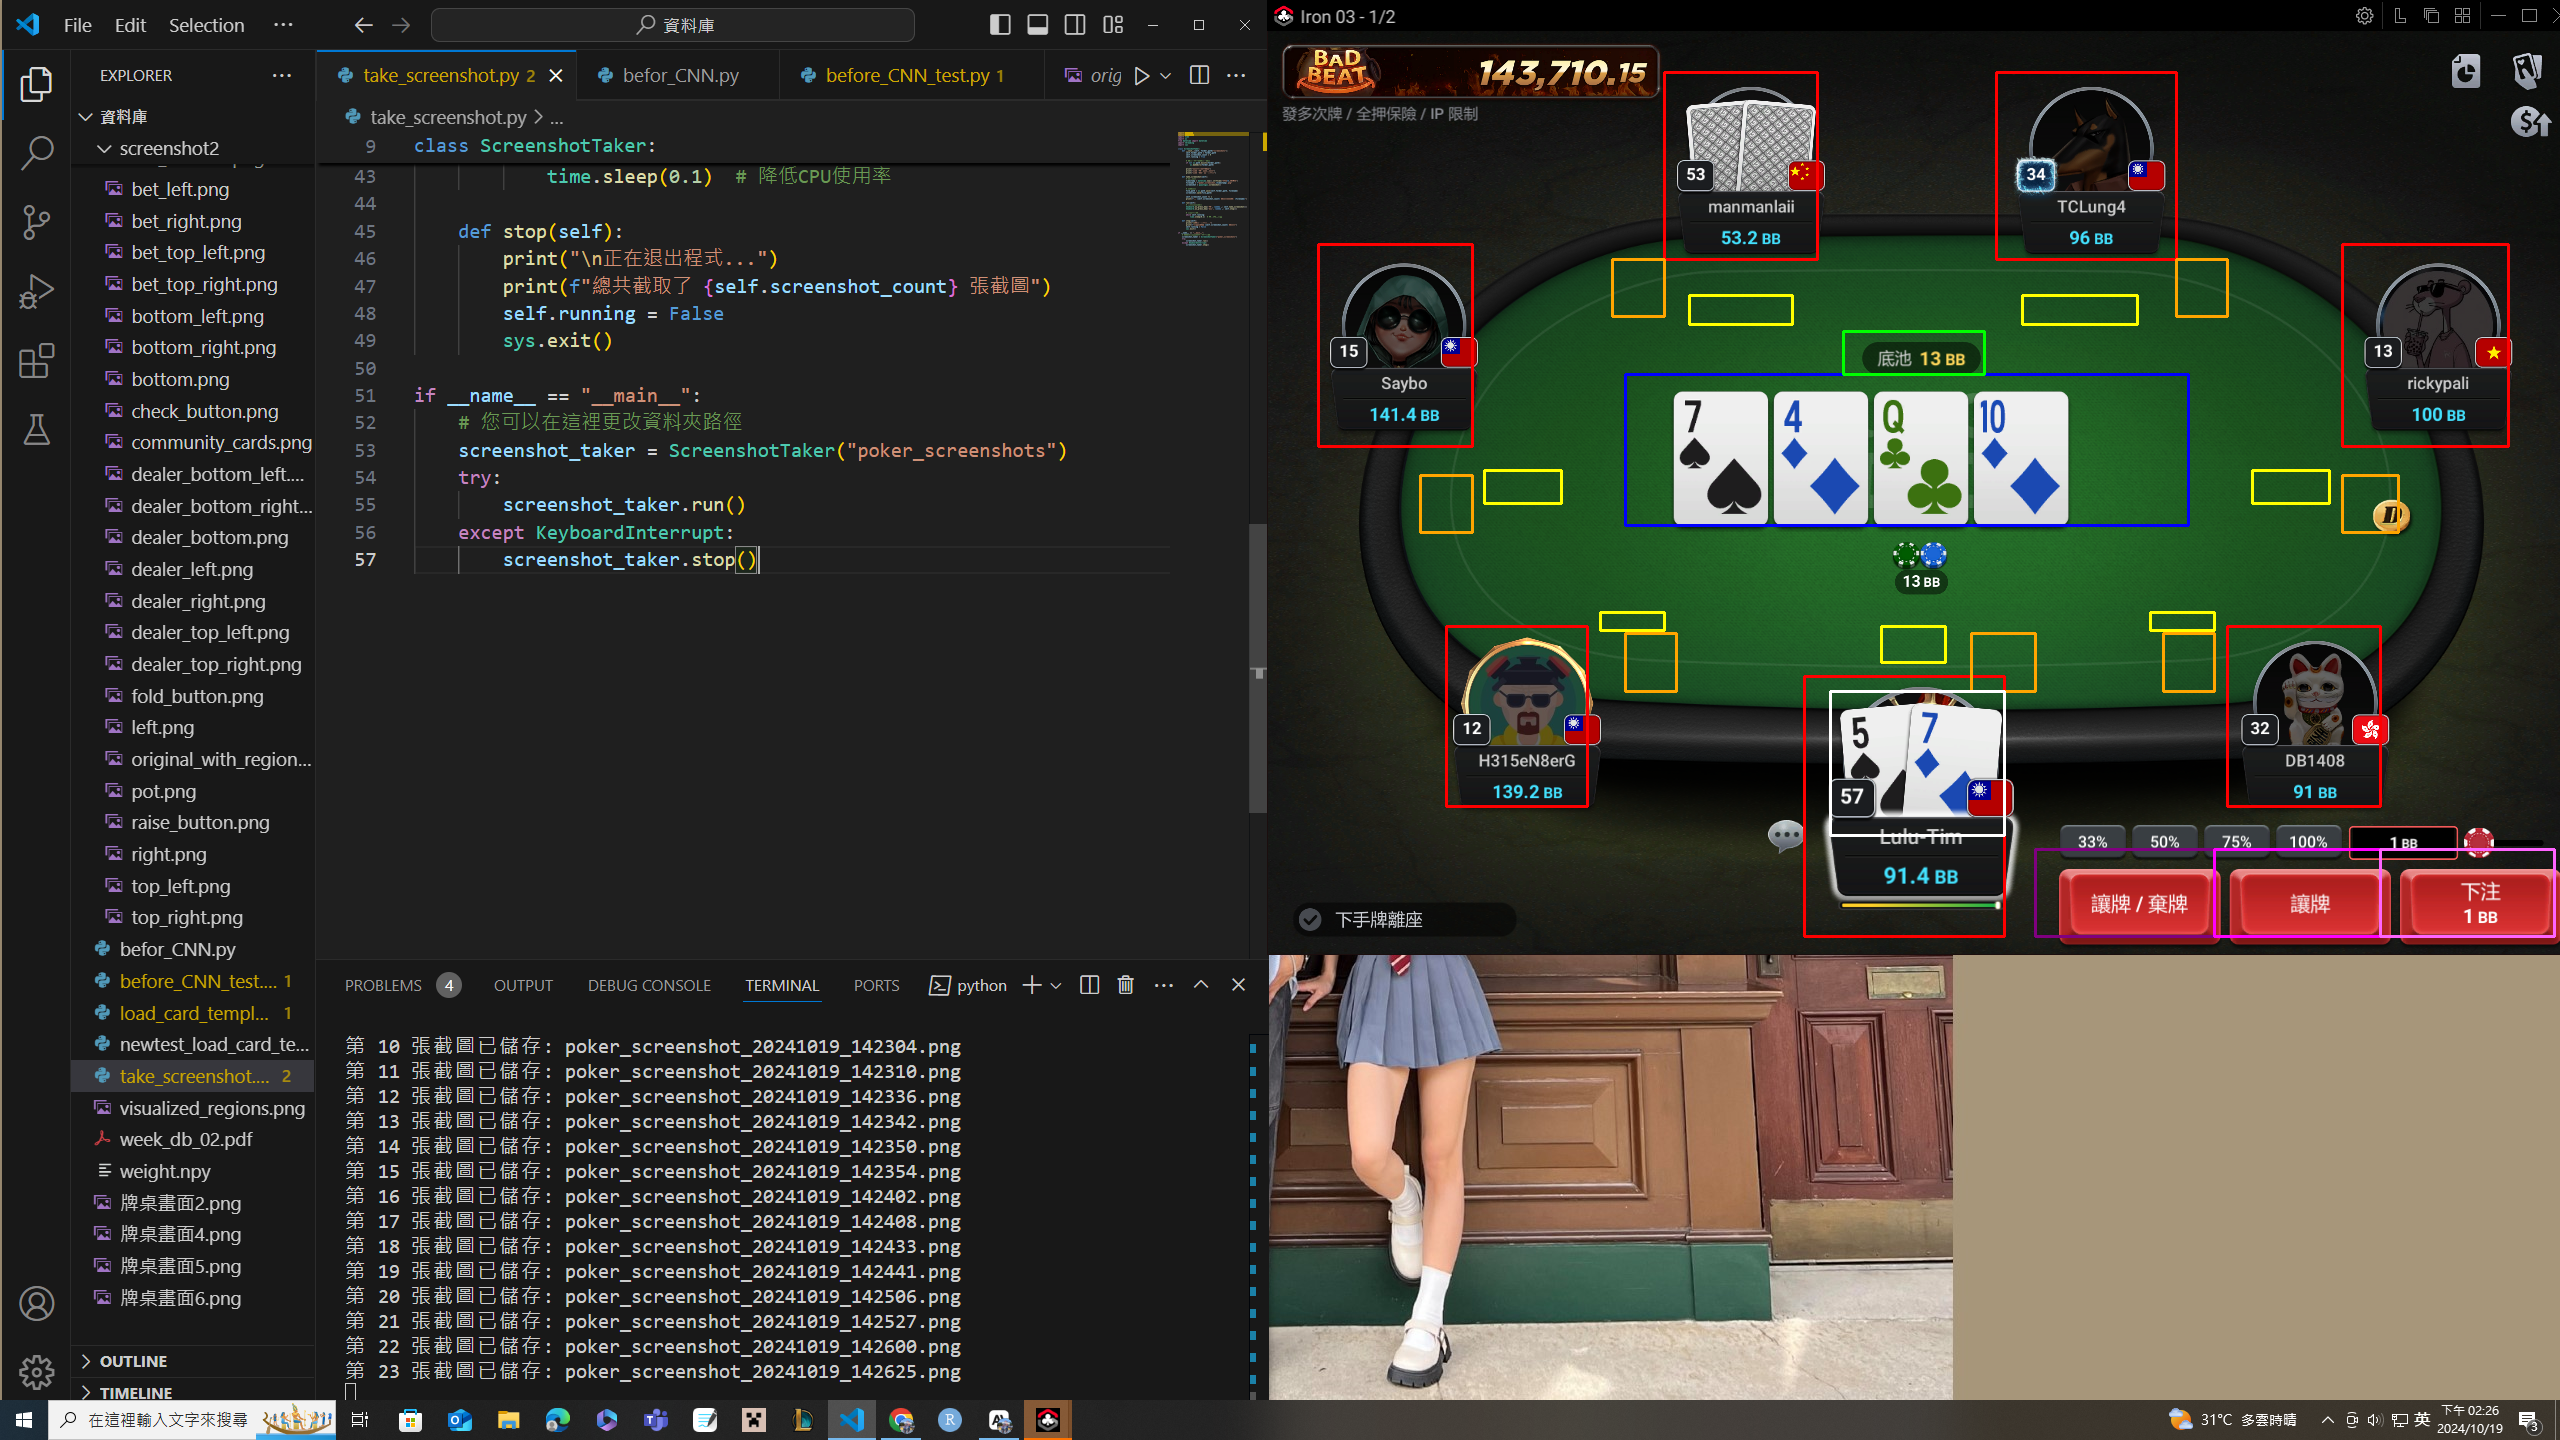 File Edit Selection ···
資料庫
EXPLORER ···
take_screenshot.py 2
befor_CNN.py
before_CNN_test.py 1
orig
資料庫
screenshot2
bet_left.png
bet_right.png
bet_top_left.png
bet_top_right.png
bottom_left.png
bottom_right.png
bottom.png
check_button.png
community_cards.png
dealer_bottom_left....
dealer_bottom_right...
dealer_bottom.png
dealer_left.png
dealer_right.png
dealer_top_left.png
dealer_top_right.png
fold_button.png
left.png
original_with_region...
pot.png
raise_button.png
right.png
top_left.png
top_right.png
befor_CNN.py
before_CNN_test.... 1
load_card_templ... 1
newtest_load_card_te...
take_screenshot.... 2
visualized_regions.png
week_db_02.pdf
weight.npy
牌桌畫面2.png
牌桌畫面4.png
牌桌畫面5.png
牌桌畫面6.png
OUTLINE
TIMELINE
take_screenshot.py > ...
9 class ScreenshotTaker:
43 time.sleep(0.1) # 降低CPU使用率
44
45 def stop(self):
46 print("\n正在退出程式...")
47 print(f"總共截取了 {self.screenshot_count} 張截圖")
48 self.running = False
49 sys.exit()
50
51 if __name__ == "__main__":
52 # 您可以在這裡更改資料夾路徑
53 screenshot_taker = ScreenshotTaker("poker_screenshots")
54 try:
55 screenshot_taker.run()
56 except KeyboardInterrupt:
57 screenshot_taker.stop()
PROBLEMS 4 OUTPUT DEBUG CONSOLE TERMINAL PORTS python
第 10 張截圖已儲存: poker_screenshot_20241019_142304.png
第 11 張截圖已儲存: poker_screenshot_20241019_142310.png
第 12 張截圖已儲存: poker_screenshot_20241019_142336.png
第 13 張截圖已儲存: poker_screenshot_20241019_142342.png
第 14 張截圖已儲存: poker_screenshot_20241019_142350.png
第 15 張截圖已儲存: poker_screenshot_20241019_142354.png
第 16 張截圖已儲存: poker_screenshot_20241019_142402.png
第 17 張截圖已儲存: poker_screenshot_20241019_142408.png
第 18 張截圖已儲存: poker_screenshot_20241019_142433.png
第 19 張截圖已儲存: poker_screenshot_20241019_142441.png
第 20 張截圖已儲存: poker_screenshot_20241019_142506.png
第 21 張截圖已儲存: poker_screenshot_20241019_142527.png
第 22 張截圖已儲存: poker_screenshot_20241019_142600.png
第 23 張截圖已儲存: poker_screenshot_20241019_142625.png
Iron 03 - 1/2
BAD BEAT 143,710.15
發多次牌 / 全押保險 / IP 限制
53
manmanlaii
53.2 BB
34
TCLung4
96 BB
15
Saybo
141.4 BB
13
rickypali
100 BB
底池 13 BB
7
4
Q
10
D
13 BB
12
H315eN8erG
139.2 BB
5
7
57
Lulu-Tim
91.4 BB
32
DB1408
91 BB
33% 50% 75% 100% 1 BB
讓牌 / 棄牌
讓牌
下注
1 BB
下手牌離座
在這裡輸入文字來搜尋
31°C 多雲時晴
英
下午 02:26
2024/10/19
3